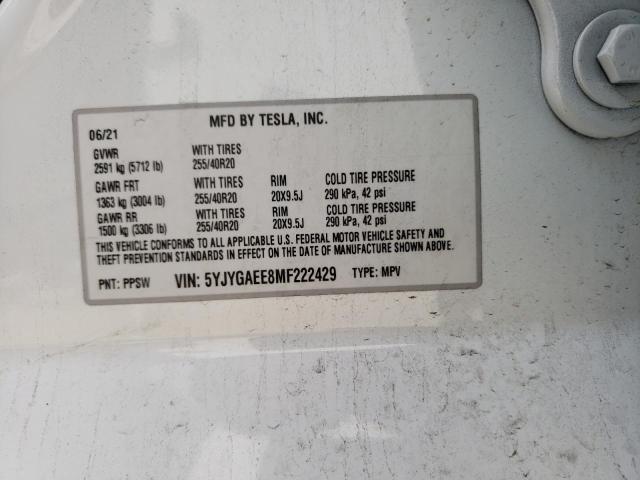 MFD BY TESLA, INC.
06/21
GVWR WITH TIRES
2591 kg (5712 lb) 255/40R20
GAWR FRT WITH TIRES RIM COLD TIRE PRESSURE
1363 kg (3004 lb) 255/40R20 20X9.5J 290 kPa, 42 psi
GAWR RR WITH TIRES RIM COLD TIRE PRESSURE
1500 kg (3306 lb) 255/40R20 20X9.5J 290 kPa, 42 psi
THIS VEHICLE CONFORMS TO ALL APPLICABLE U.S. FEDERAL MOTOR VEHICLE SAFETY AND
THEFT PREVENTION STANDARDS IN EFFECT ON THE DATE OF MANUFACTURE SHOWN ABOVE.
PNT: PPSW VIN: 5YJYGAEE8MF222429 TYPE: MPV